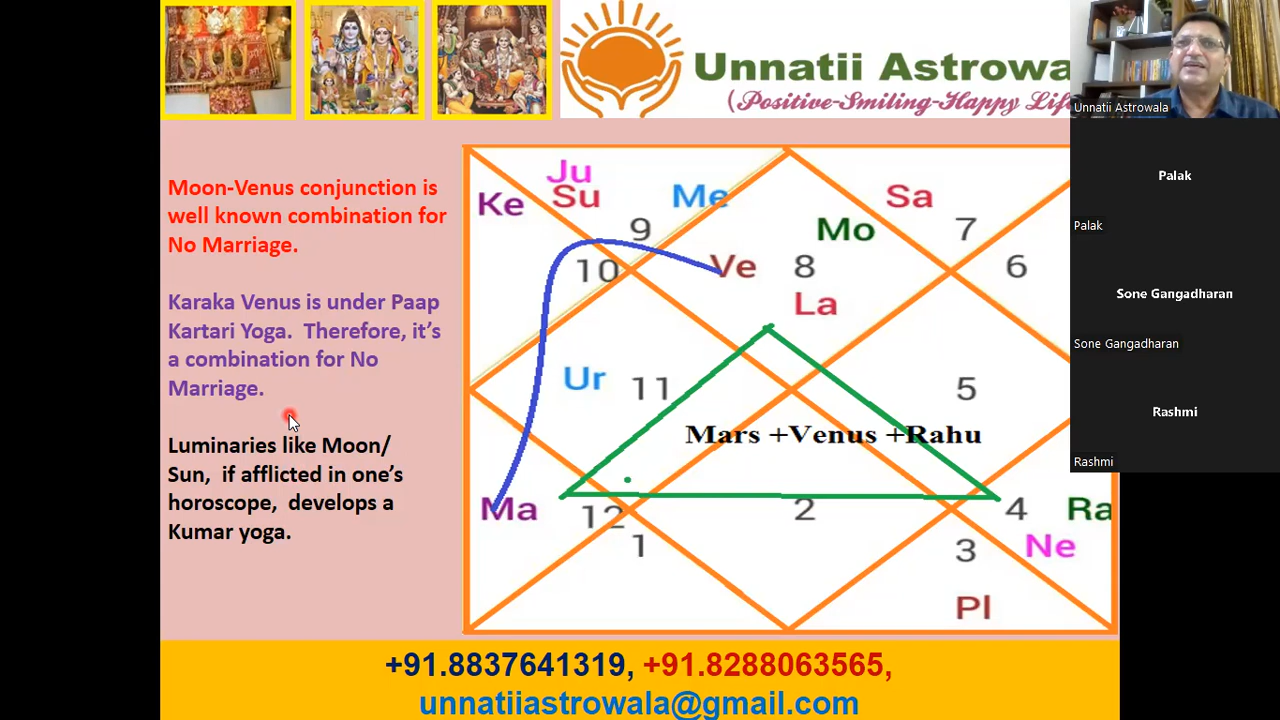 Unnatii Astrowa
(Positive-Smiling-Happy Life
Unnatii Astrowala
Palak
Palak
Sone Gangadharan
Sone Gangadharan
Rashmi
Rashmi
Moon-Venus conjunction is
well known combination for
No Marriage.
Karaka Venus is under Paap
Kartari Yoga. Therefore, it's
a combination for No
Marriage.
Luminaries like Moon/
Sun, if afflicted in one's
horoscope, develops a
Kumar yoga.
Ju
Ke Su Me Sa
9 Mo 7
10 Ve 8 6
La
Ur 11 5
Mars +Venus +Rahu
Ma 12 2 4 Ra
1 3 Ne
Pl
+91.8837641319, +91.8288063565,
unnatiiastrowala@gmail.com